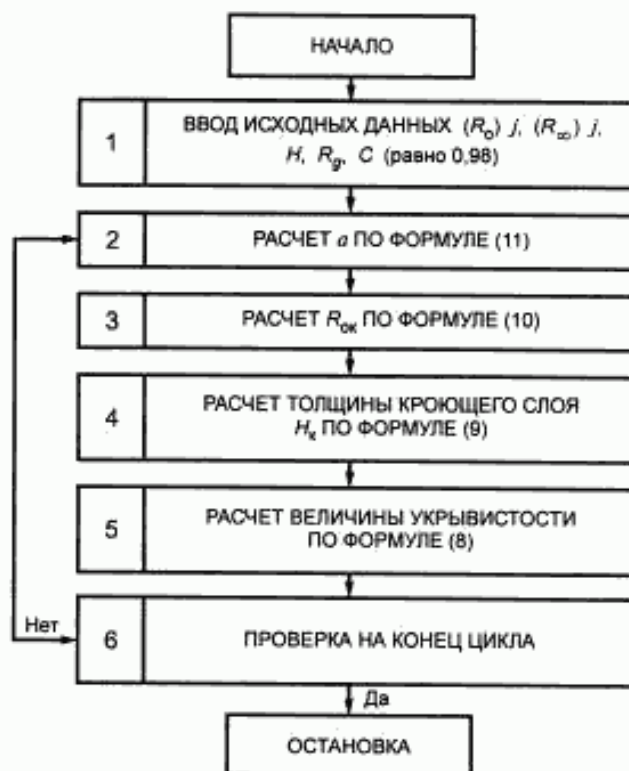 НАЧАЛО
1
ВВОД ИСХОДНЫХ ДАННЫХ (Rо) j, (R∞) j,
H, Rg, C (равно 0,98)
2
РАСЧЕТ a ПО ФОРМУЛЕ (11)
3
РАСЧЕТ Rок ПО ФОРМУЛЕ (10)
4
РАСЧЕТ ТОЛЩИНЫ КРОЮЩЕГО СЛОЯ
Hк ПО ФОРМУЛЕ (9)
5
РАСЧЕТ ВЕЛИЧИНЫ УКРЫВИСТОСТИ
ПО ФОРМУЛЕ (8)
Нет
6
ПРОВЕРКА НА КОНЕЦ ЦИКЛА
Да
ОСТАНОВКА